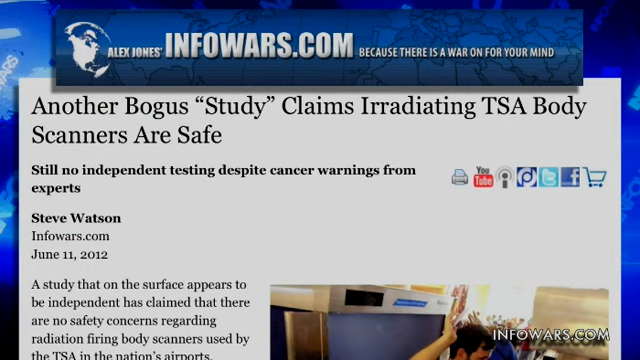 ALEX JONES' INFOWARS.COM BECAUSE THERE IS A WAR ON FOR YOUR MIND
Another Bogus “Study” Claims Irradiating TSA Body
Scanners Are Safe
Still no independent testing despite cancer warnings from
experts
You
Tube
Steve Watson
Infowars.com
June 11, 2012
A study that on the surface appears to
be independent has claimed that there
are no safety concerns regarding
radiation firing body scanners used by
the TSA in the nation’s airports.
INFOWARS.COM